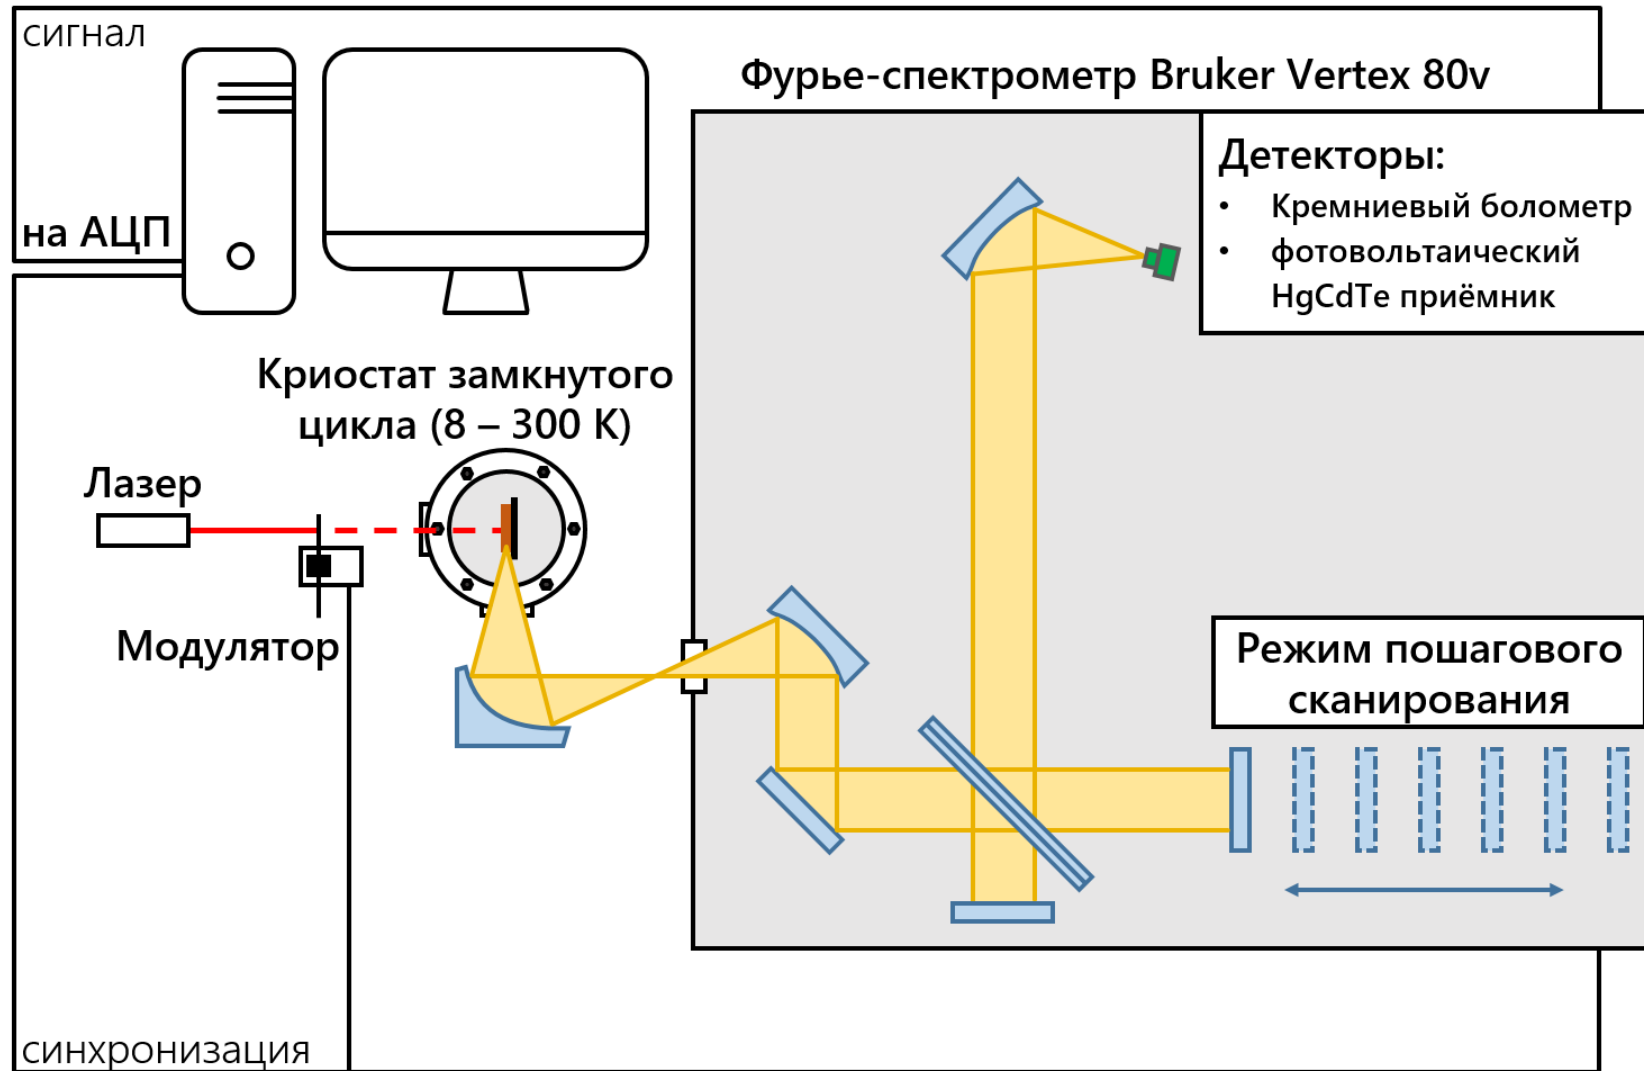 сигнал
Фурье-спектрометр Bruker Vertex 80v
Детекторы:
• Кремниевый болометр
• фотовольтаический
HgCdTe приёмник
на АЦП
Криостат замкнутого
цикла (8 – 300 К)
Лазер
Модулятор
Режим пошагового
сканирования
синхронизация